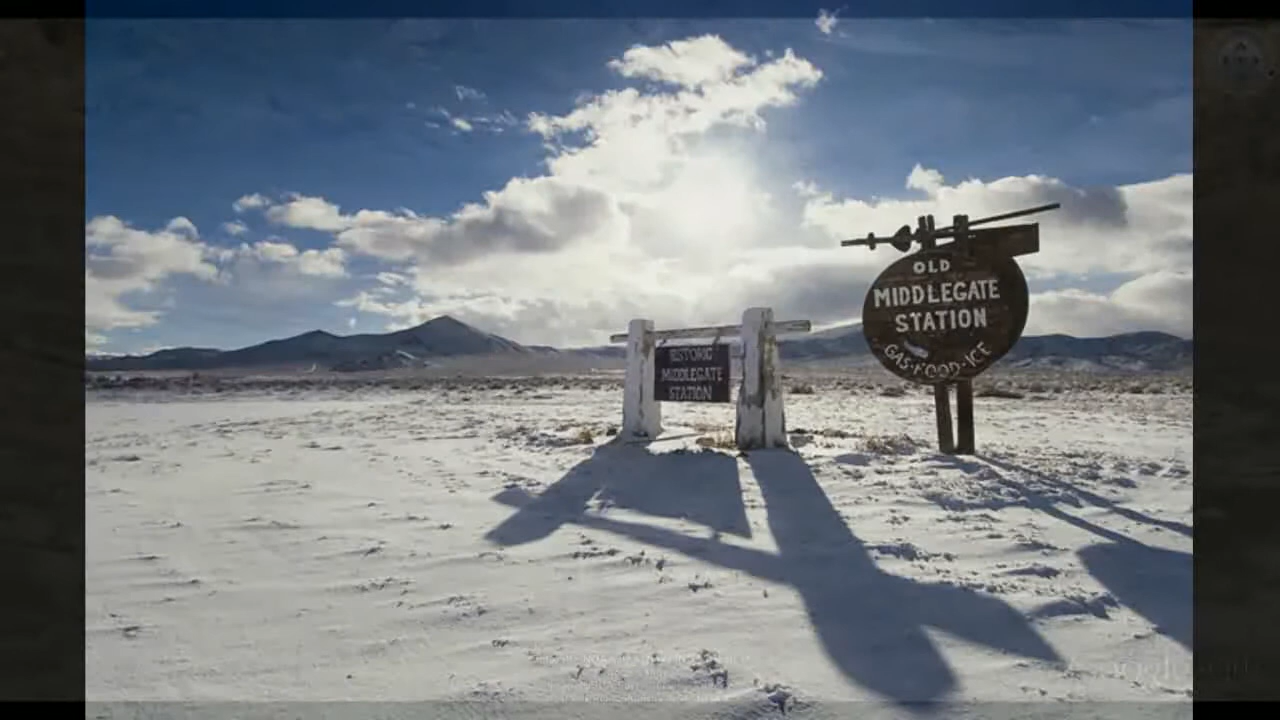 HISTORIC
MIDDLEGATE
STATION
OLD
MIDDLEGATE
STATION
GAS·FOOD·ICE